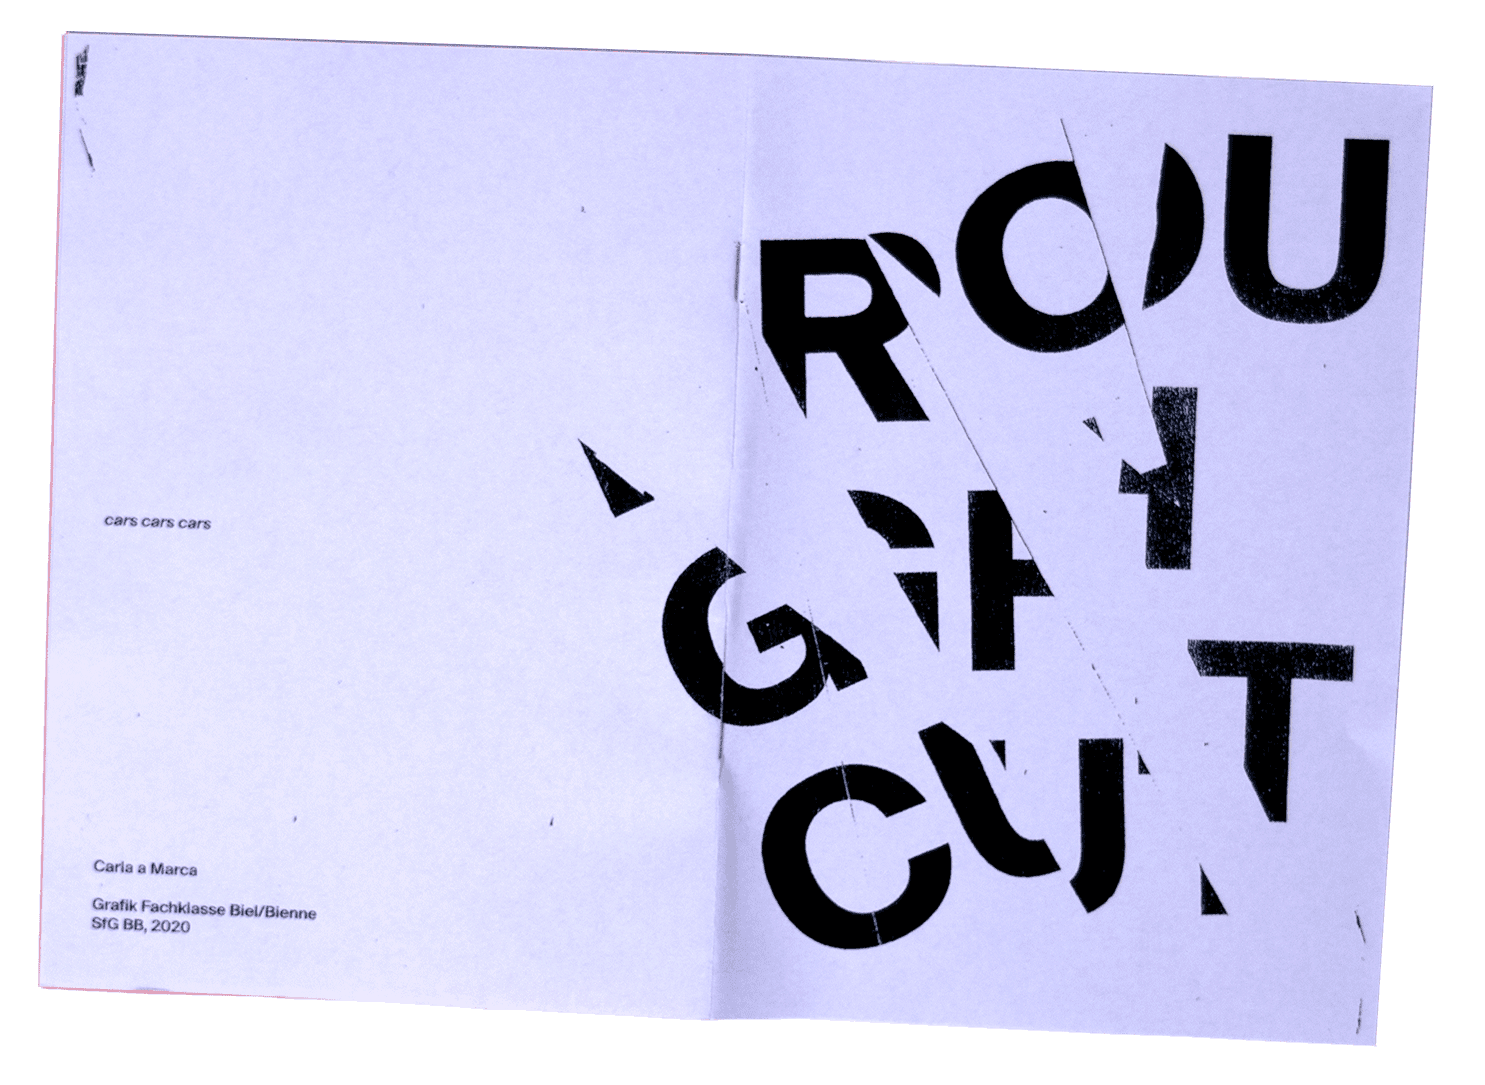 cars cars cars
Carla a Marca
Grafik Fachklasse Biel/Bienne
SfG BB, 2020
ROU
GH
CUT